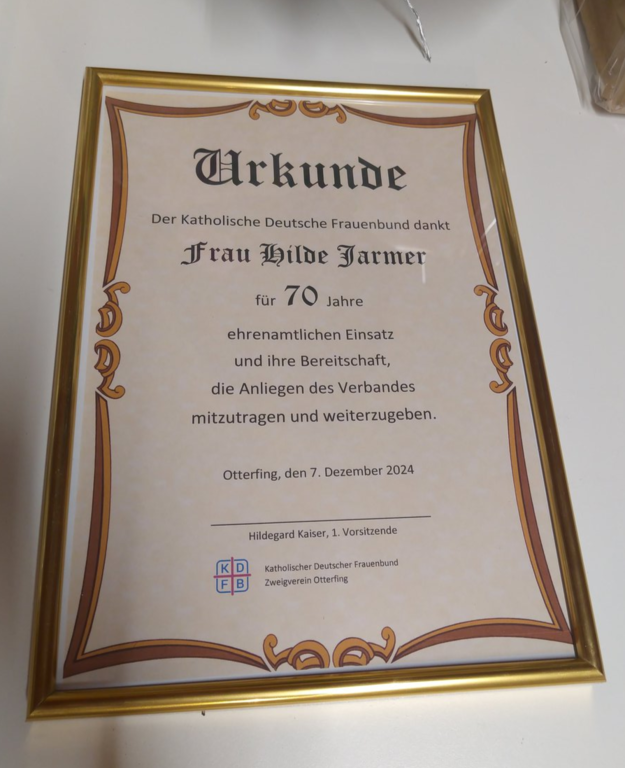 Urkunde
Der Katholische Deutsche Frauenbund dankt
Frau Hilde Jarmer
für 70 Jahre
ehrenamtlichen Einsatz
und ihre Bereitschaft,
die Anliegen des Verbandes
mitzutragen und weiterzugeben.
Otterfing, den 7. Dezember 2024
Hildegard Kaiser, 1. Vorsitzende
KD
FB
Katholischer Deutscher Frauenbund
Zweigverein Otterfing